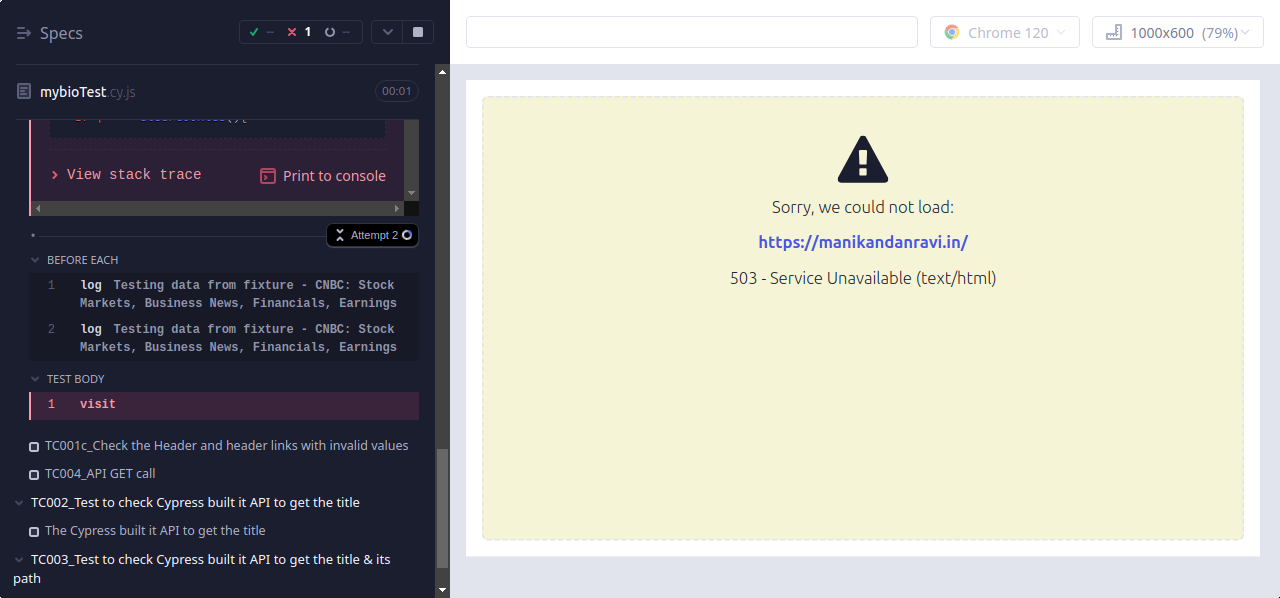 Specs
-- 1 --
mybioTest.cy.js
00:01
View stack trace
Print to console
Attempt 2
BEFORE EACH
1 log Testing data from fixture - CNBC: Stock
Markets, Business News, Financials, Earnings
2 log Testing data from fixture - CNBC: Stock
Markets, Business News, Financials, Earnings
TEST BODY
1 visit
TC001c_Check the Header and header links with invalid values
TC004_API GET call
TC002_Test to check Cypress built it API to get the title
The Cypress built it API to get the title
TC003_Test to check Cypress built it API to get the title & its
path
Chrome 120
1000x600 (79%)
Sorry, we could not load:
https://manikandanravi.in/
503 - Service Unavailable (text/html)